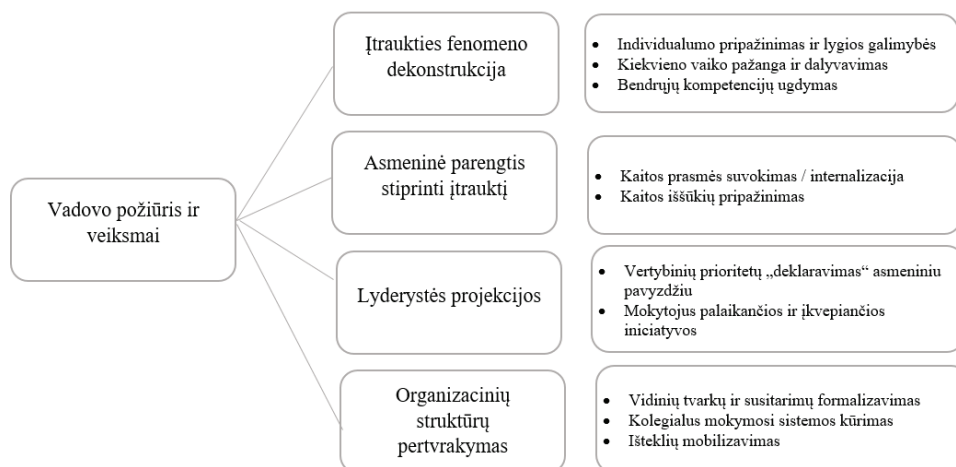 Įtraukties fenomeno
dekonstrukcija
• Individualumo pripažinimas ir lygios galimybės
• Kiekvieno vaiko pažanga ir dalyvavimas
• Bendrųjų kompetencijų ugdymas
Vadovo požiūris ir
veiksmai
Asmeninė parengtis
stiprinti įtrauktį
• Kaitos prasmės suvokimas / internalizacija
• Kaitos iššūkių pripažinimas
Lyderystės projekcijos
• Vertybinių prioritetų „deklaravimas“ asmeniniu
pavyzdžiu
• Mokytojus palaikančios ir įkvepiančios
iniciatyvos
Organizacinių
struktūrų
pertvrakymas
• Vidinių tvarkų ir susitarimų formalizavimas
• Kolegialus mokymosi sistemos kūrimas
• Išteklių mobilizavimas